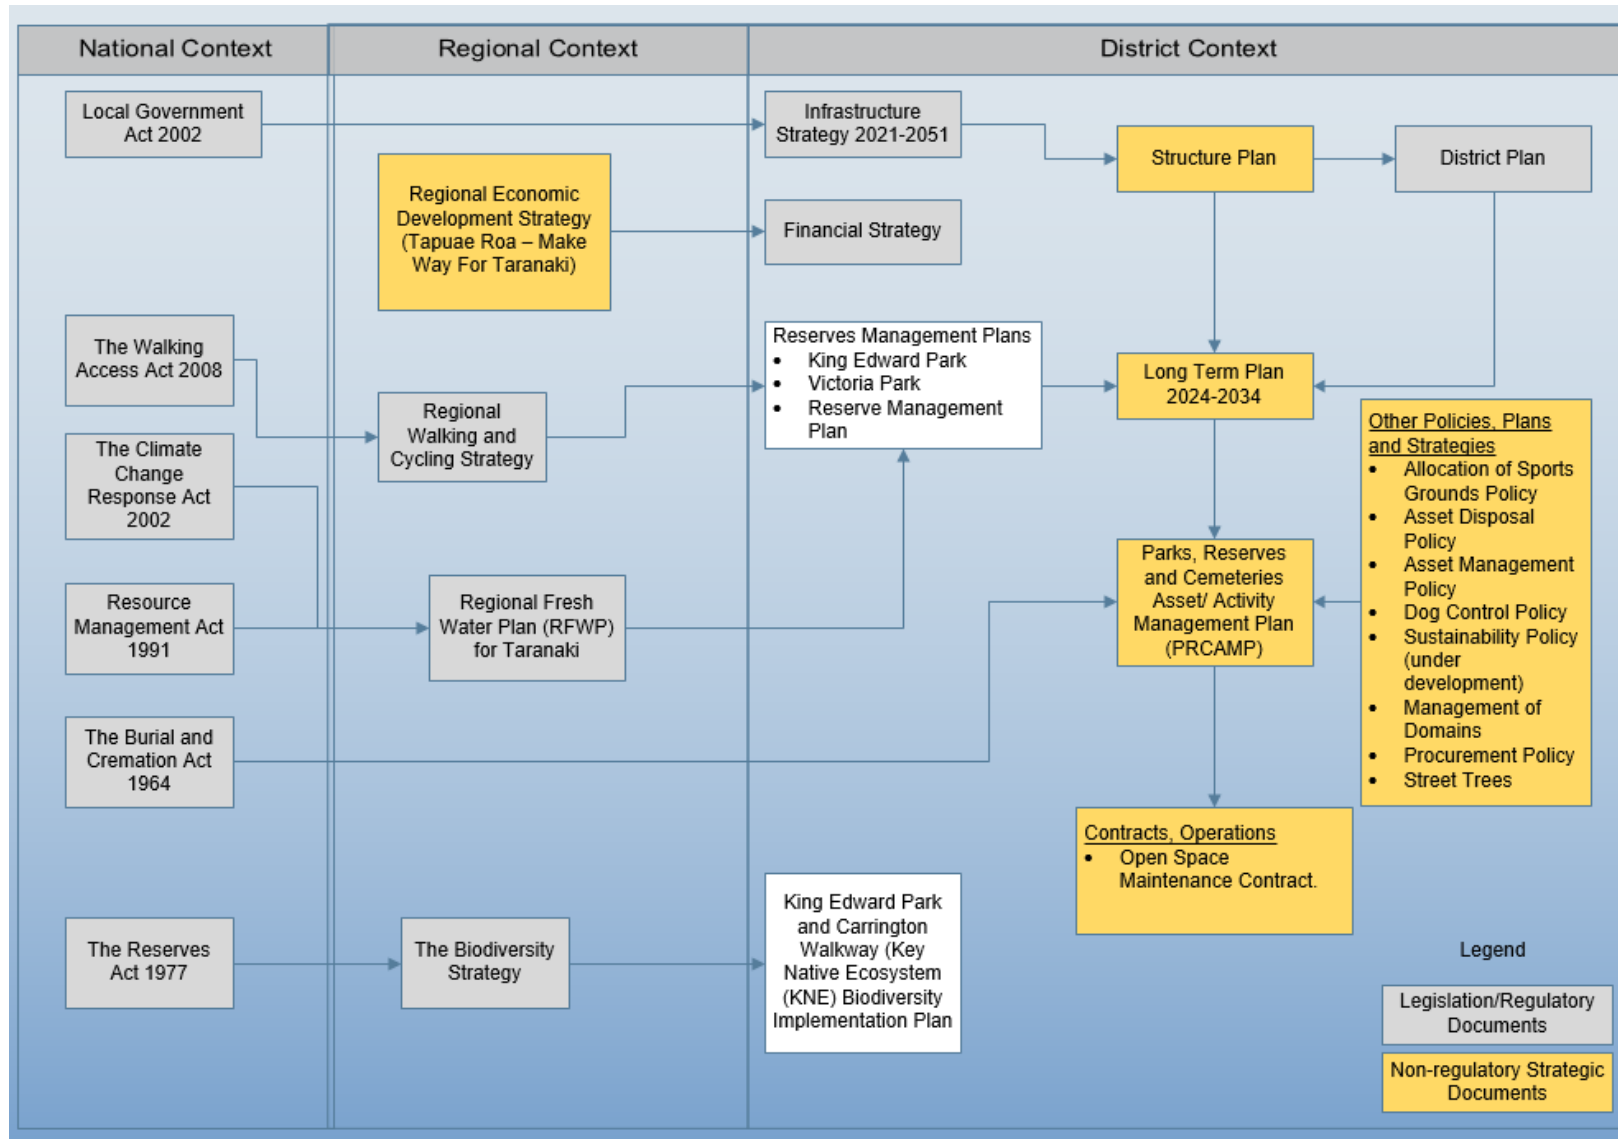 National Context
Regional Context
District Context
Local Government
Act 2002
Infrastructure
Strategy 2021-2051
Structure Plan
District Plan
Regional Economic
Development Strategy
(Tapuae Roa – Make
Way For Taranaki)
Financial Strategy
The Walking
Access Act 2008
Regional
Walking and
Cycling Strategy
Reserves Management Plans
• King Edward Park
• Victoria Park
• Reserve Management
Plan
Long Term Plan
2024-2034
The Climate
Change
Response Act
2002
Other Policies, Plans
and Strategies
• Allocation of Sports
Grounds Policy
• Asset Disposal
Policy
• Asset Management
Policy
• Dog Control Policy
• Sustainability Policy
(under
development)
• Management of
Domains
• Procurement Policy
• Street Trees
Resource
Management Act
1991
Regional Fresh
Water Plan (RFWP)
for Taranaki
Parks, Reserves
and Cemeteries
Asset/ Activity
Management Plan
(PRCAMP)
The Burial and
Cremation Act
1964
Contracts, Operations
• Open Space
Maintenance Contract.
The Reserves
Act 1977
The Biodiversity
Strategy
King Edward Park
and Carrington
Walkway (Key
Native Ecosystem
(KNE) Biodiversity
Implementation Plan
Legend
Legislation/Regulatory
Documents
Non-regulatory Strategic
Documents